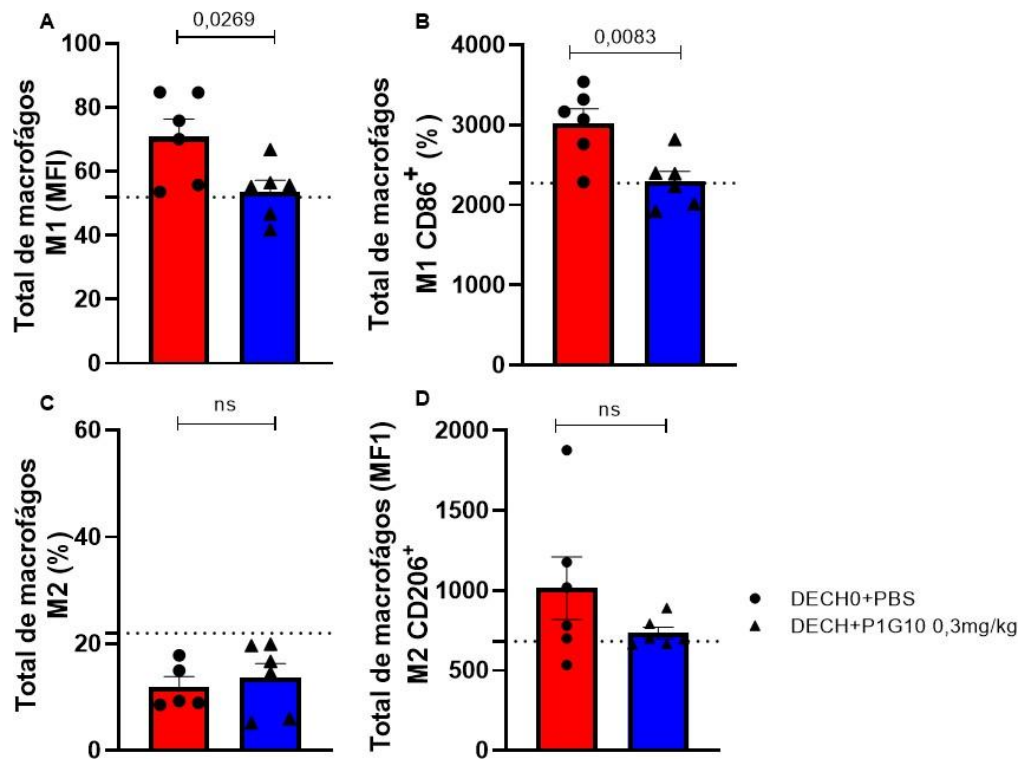 A
0,0269
Total de macrofágos
M1 (MFI)
100
80
60
40
20
0
B
0,0083
Total de macrofágos
M1 CD86+ (%)
4000
3000
2000
1000
0
C
ns
Total de macrofágos
M2 (%)
60
40
20
0
D
ns
Total de macrofágos (MF1)
M2 CD206+
2000
1500
1000
500
0
DECH0+PBS
DECH+P1G10 0,3mg/kg